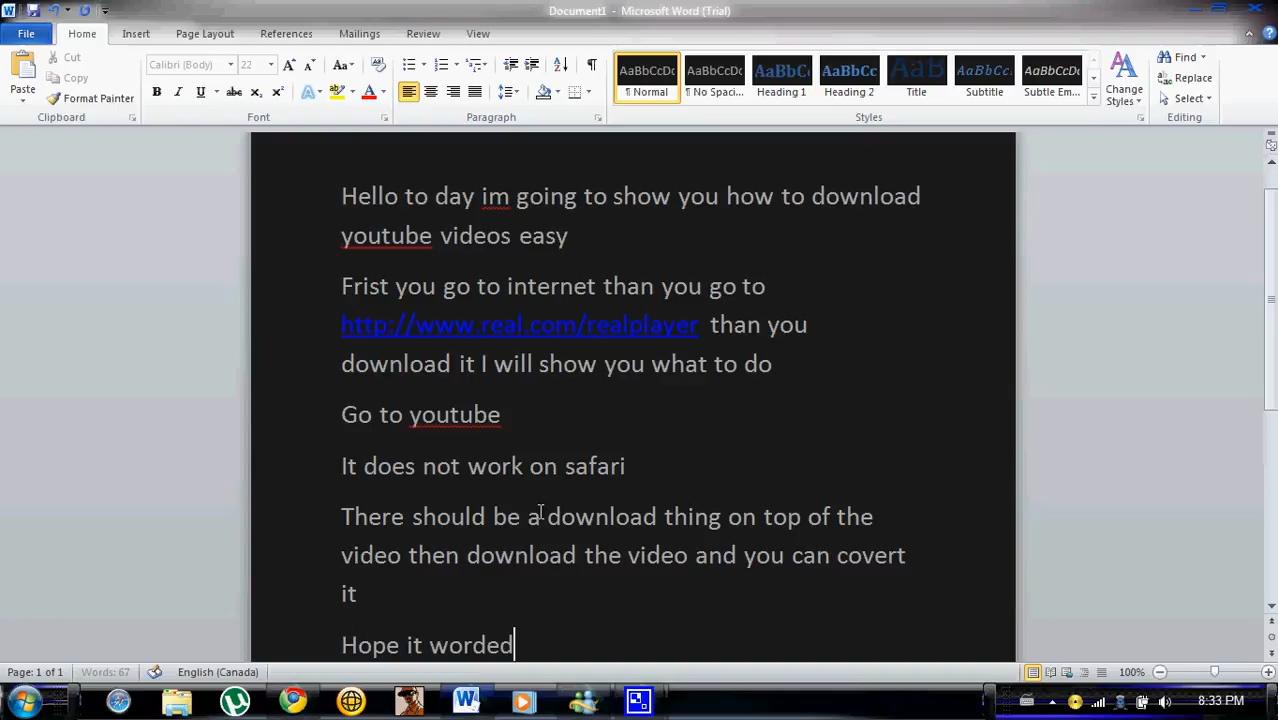 Document1 - Microsoft Word (Trial)
File Home Insert Page Layout References Mailings Review View
Cut
Copy
Format Painter
Paste
Clipboard
Calibri (Body) 22
Font
Paragraph
AaBbCcDc AaBbCcDc AaBbC AaBbCc AaB AaBbCcL AaBbCcDc
¶ Normal ¶ No Spaci... Heading 1 Heading 2 Title Subtitle Subtle Em...
Change Styles
Styles
Find
Replace
Select
Editing
Hello to day im going to show you how to download
youtube videos easy
Frist you go to internet than you go to
http://www.real.com/realplayer than you
download it I will show you what to do
Go to youtube
It does not work on safari
There should be a download thing on top of the
video then download the video and you can covert
it
Hope it worded
Page: 1 of 1 Words: 67 English (Canada) 100%
8:33 PM